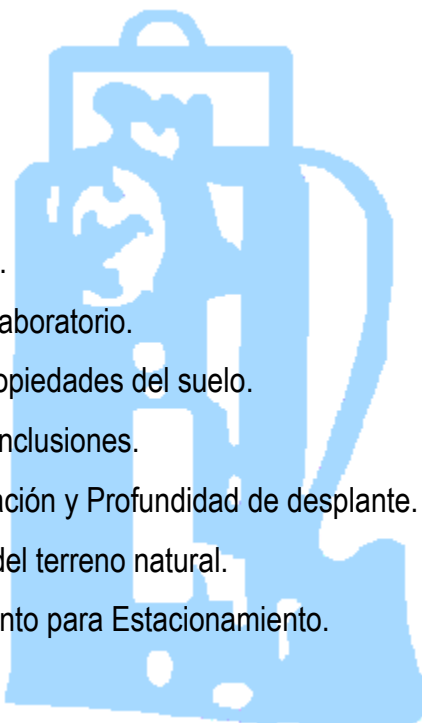 .
aboratorio.
opiedades del suelo.
nclusiones.
ación y Profundidad de desplante.
del terreno natural.
nto para Estacionamiento.